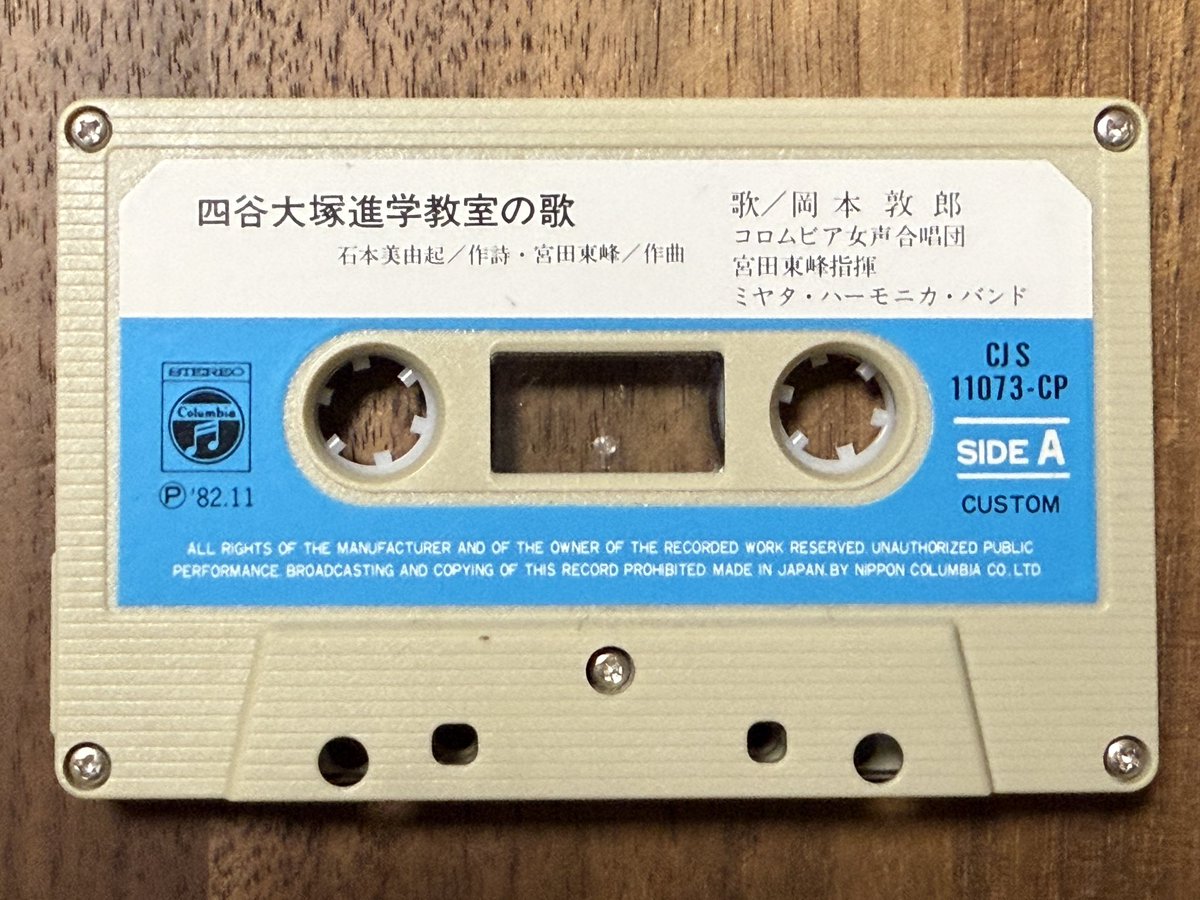 四谷大塚進学教室の歌
石本美由起／作詩・宮田東峰／作曲
歌／岡本敦郎
コロムビア女声合唱団
宮田東峰指揮
ミヤタ・ハーモニカ・バンド
STEREO
Columbia
Ⓟ '82.11
CJS
11073-CP
SIDE A
CUSTOM
ALL RIGHTS OF THE MANUFACTURER AND OF THE OWNER OF THE RECORDED WORK RESERVED. UNAUTHORIZED PUBLIC
PERFORMANCE. BROADCASTING AND COPYING OF THIS RECORD PROHIBITED. MADE IN JAPAN. BY NIPPON COLUMBIA CO. LTD